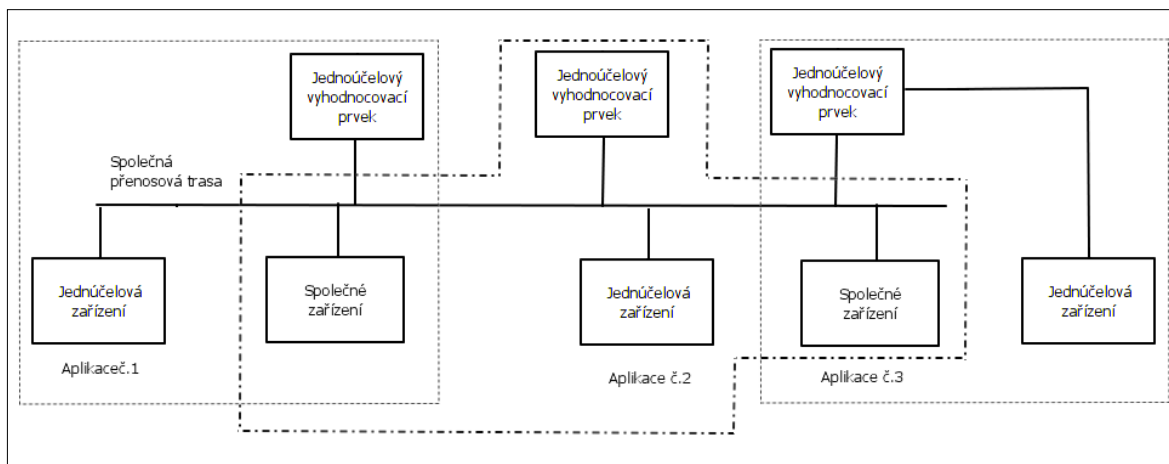 Jednoúčelový
vyhodnocovací
prvek
Jednoúčelový
vyhodnocovací
prvek
Jednoúčelový
vyhodnocovací
prvek
Společná
přenosová trasa
Jednúčelová
zařízení
Společné
zařízení
Jednúčelová
zařízení
Společné
zařízení
Jednúčelová
zařízení
Aplikaceč.1
Aplikace č.2
Aplikace č.3